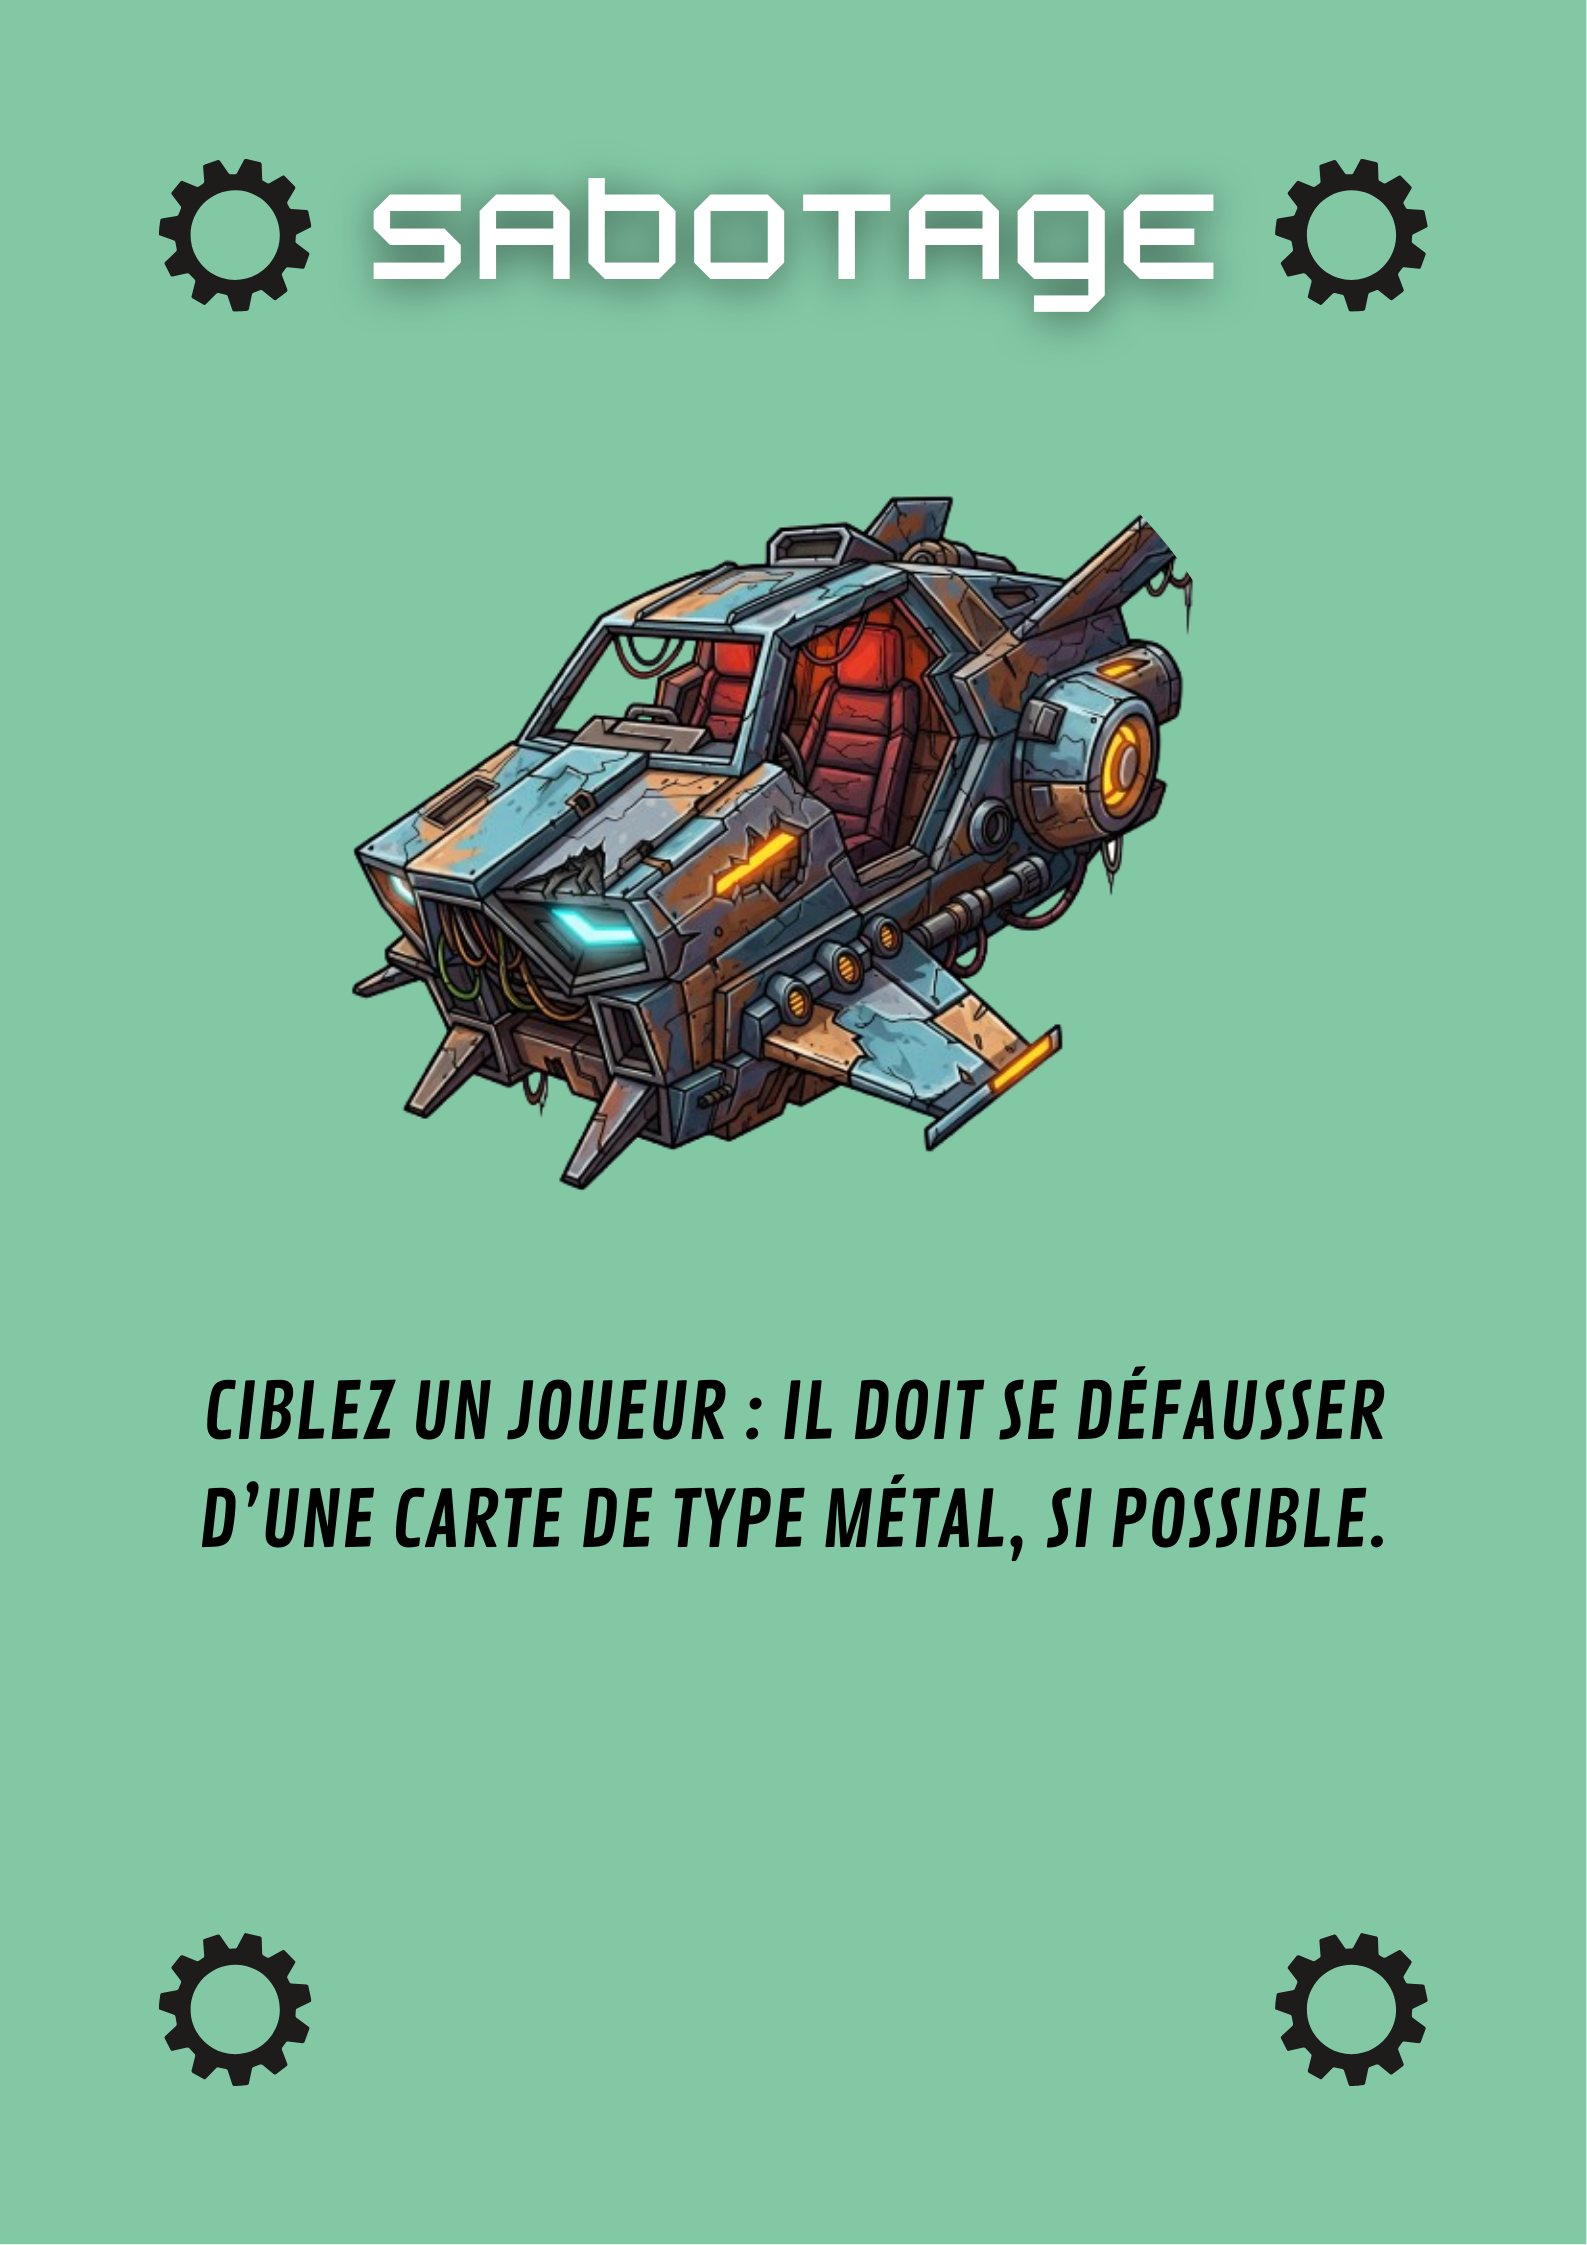 SABOTAGE
CIBLEZ UN JOUEUR : IL DOIT SE DÉFAUSSER
D’UNE CARTE DE TYPE MÉTAL, SI POSSIBLE.